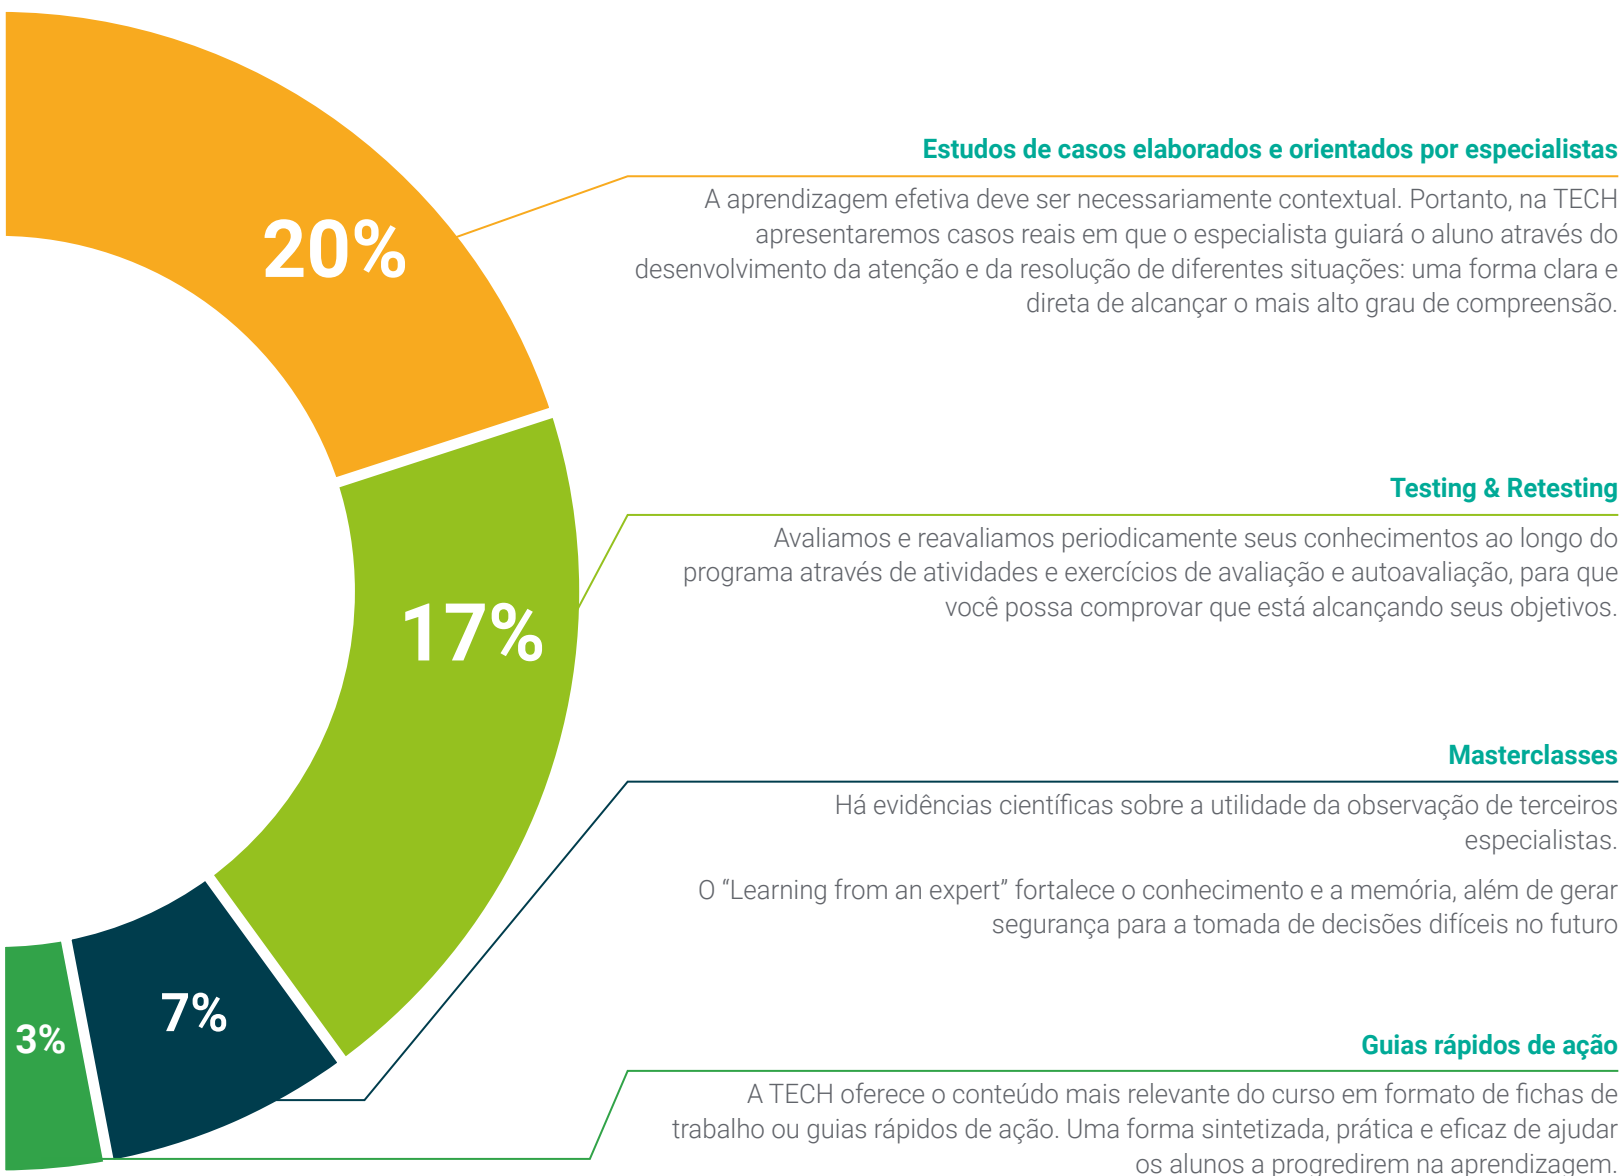 20%
Estudos de casos elaborados e orientados por especialistas
A aprendizagem efetiva deve ser necessariamente contextual. Portanto, na TECH
apresentaremos casos reais em que o especialista guiará o aluno através do
desenvolvimento da atenção e da resolução de diferentes situações: uma forma clara e
direta de alcançar o mais alto grau de compreensão.
17%
Testing & Retesting
Avaliamos e reavaliamos periodicamente seus conhecimentos ao longo do
programa através de atividades e exercícios de avaliação e autoavaliação, para que
você possa comprovar que está alcançando seus objetivos.
7%
Masterclasses
Há evidências científicas sobre a utilidade da observação de terceiros
especialistas.
O “Learning from an expert” fortalece o conhecimento e a memória, além de gerar
segurança para a tomada de decisões difíceis no futuro
3%
Guias rápidos de ação
A TECH oferece o conteúdo mais relevante do curso em formato de fichas de
trabalho ou guias rápidos de ação. Uma forma sintetizada, prática e eficaz de ajudar
os alunos a progredirem na aprendizagem.